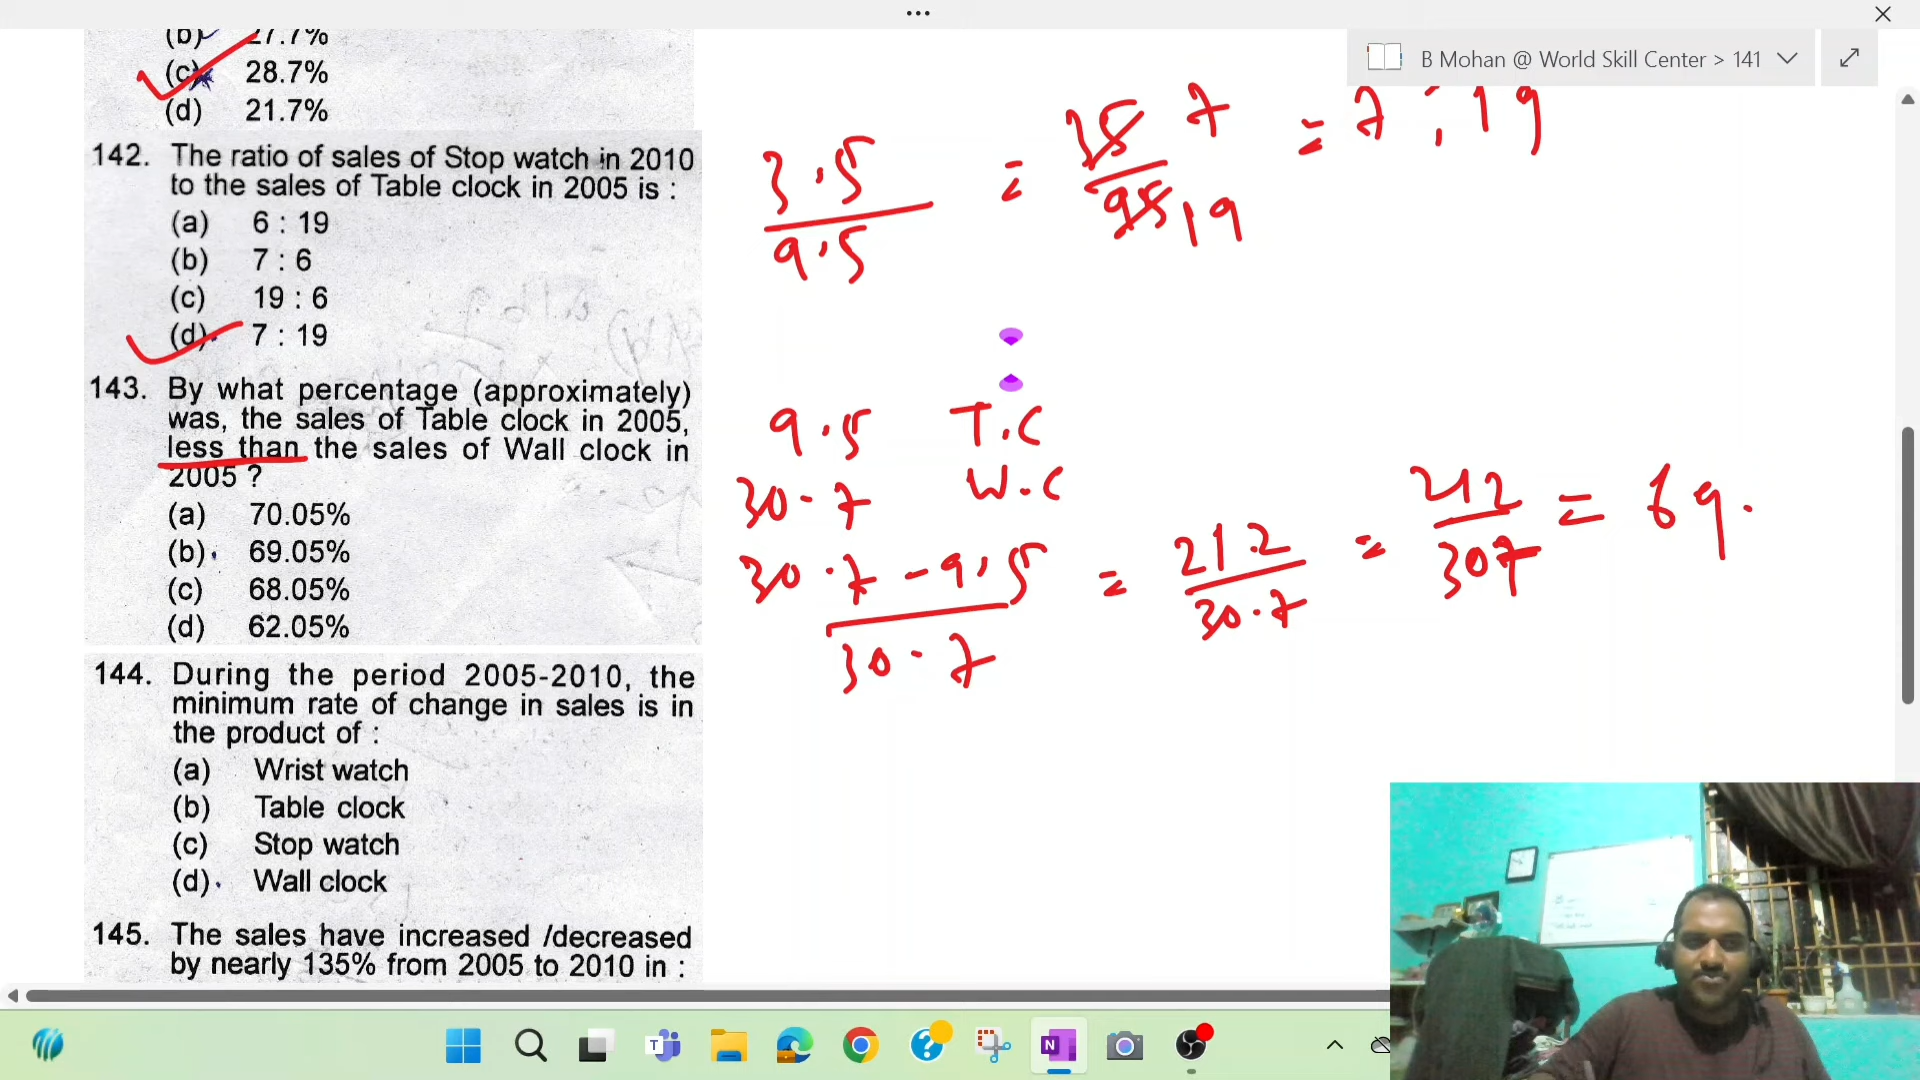 (b) 27.7%
(c) 28.7%
(d) 21.7%
142. The ratio of sales of Stop watch in 2010
to the sales of Table clock in 2005 is :
(a) 6 : 19
(b) 7 : 6
(c) 19 : 6
(d) 7 : 19
143. By what percentage (approximately)
was, the sales of Table clock in 2005,
less than the sales of Wall clock in
2005 ?
(a) 70.05%
(b) 69.05%
(c) 68.05%
(d) 62.05%
144. During the period 2005-2010, the
minimum rate of change in sales is in
the product of :
(a) Wrist watch
(b) Table clock
(c) Stop watch
(d) Wall clock
145. The sales have increased /decreased
by nearly 135% from 2005 to 2010 in :
B Mohan @ World Skill Center > 141
3.5 / 9.5 = 35 7 / 95 19 = 7 : 19
9.5 T.C
30.7 W.C
30.7 - 9.5 / 30.7 = 21.2 / 30.7 = 212 / 307 = 69.